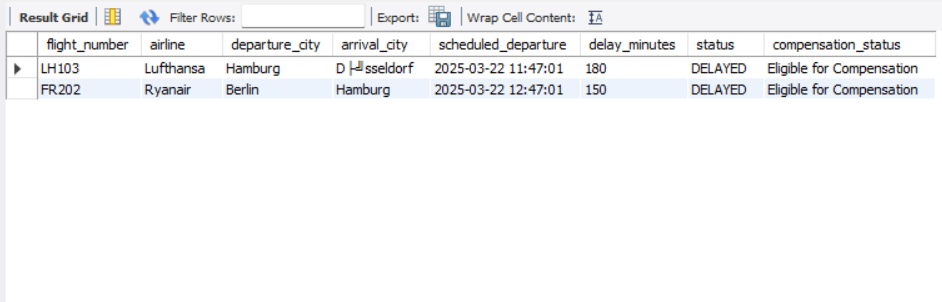 Result Grid Filter Rows: Export: Wrap Cell Content: IA
flight_number airline departure_city arrival_city scheduled_departure delay_minutes status compensation_status
LH103 Lufthansa Hamburg D├╝sseldorf 2025-03-22 11:47:01 180 DELAYED Eligible for Compensation
FR202 Ryanair Berlin Hamburg 2025-03-22 12:47:01 150 DELAYED Eligible for Compensation